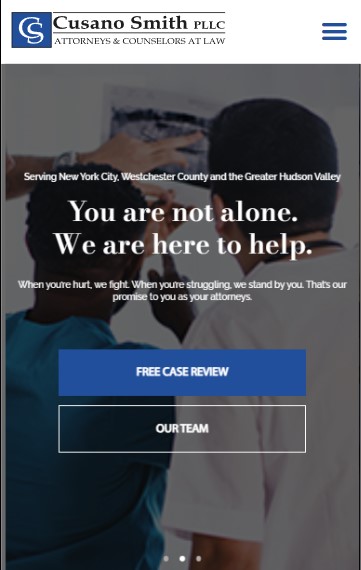 CS Cusano Smith PLLC
ATTORNEYS & COUNSELORS AT LAW
Serving New York City, Westchester County and the Greater Hudson Valley
You are not alone.
We are here to help.
When you're hurt, we fight. When you're struggling, we stand by you. That's our
promise to you as your attorneys.
FREE CASE REVIEW
OUR TEAM